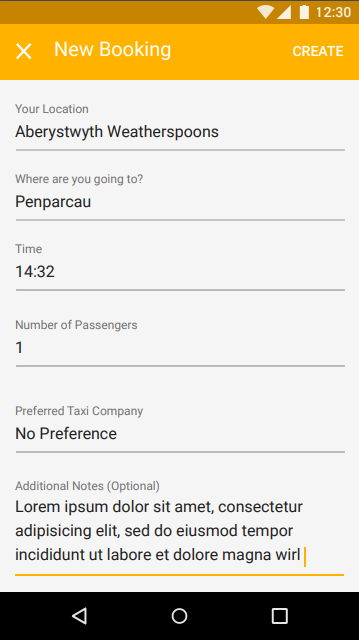 12:30
New Booking
CREATE
Your Location
Aberystwyth Weatherspoons
Where are you going to?
Penparcau
Time
14:32
Number of Passengers
1
Preferred Taxi Company
No Preference
Additional Notes (Optional)
Lorem ipsum dolor sit amet, consectetur
adipisicing elit, sed do eiusmod tempor
incididunt ut labore et dolore magna wirl